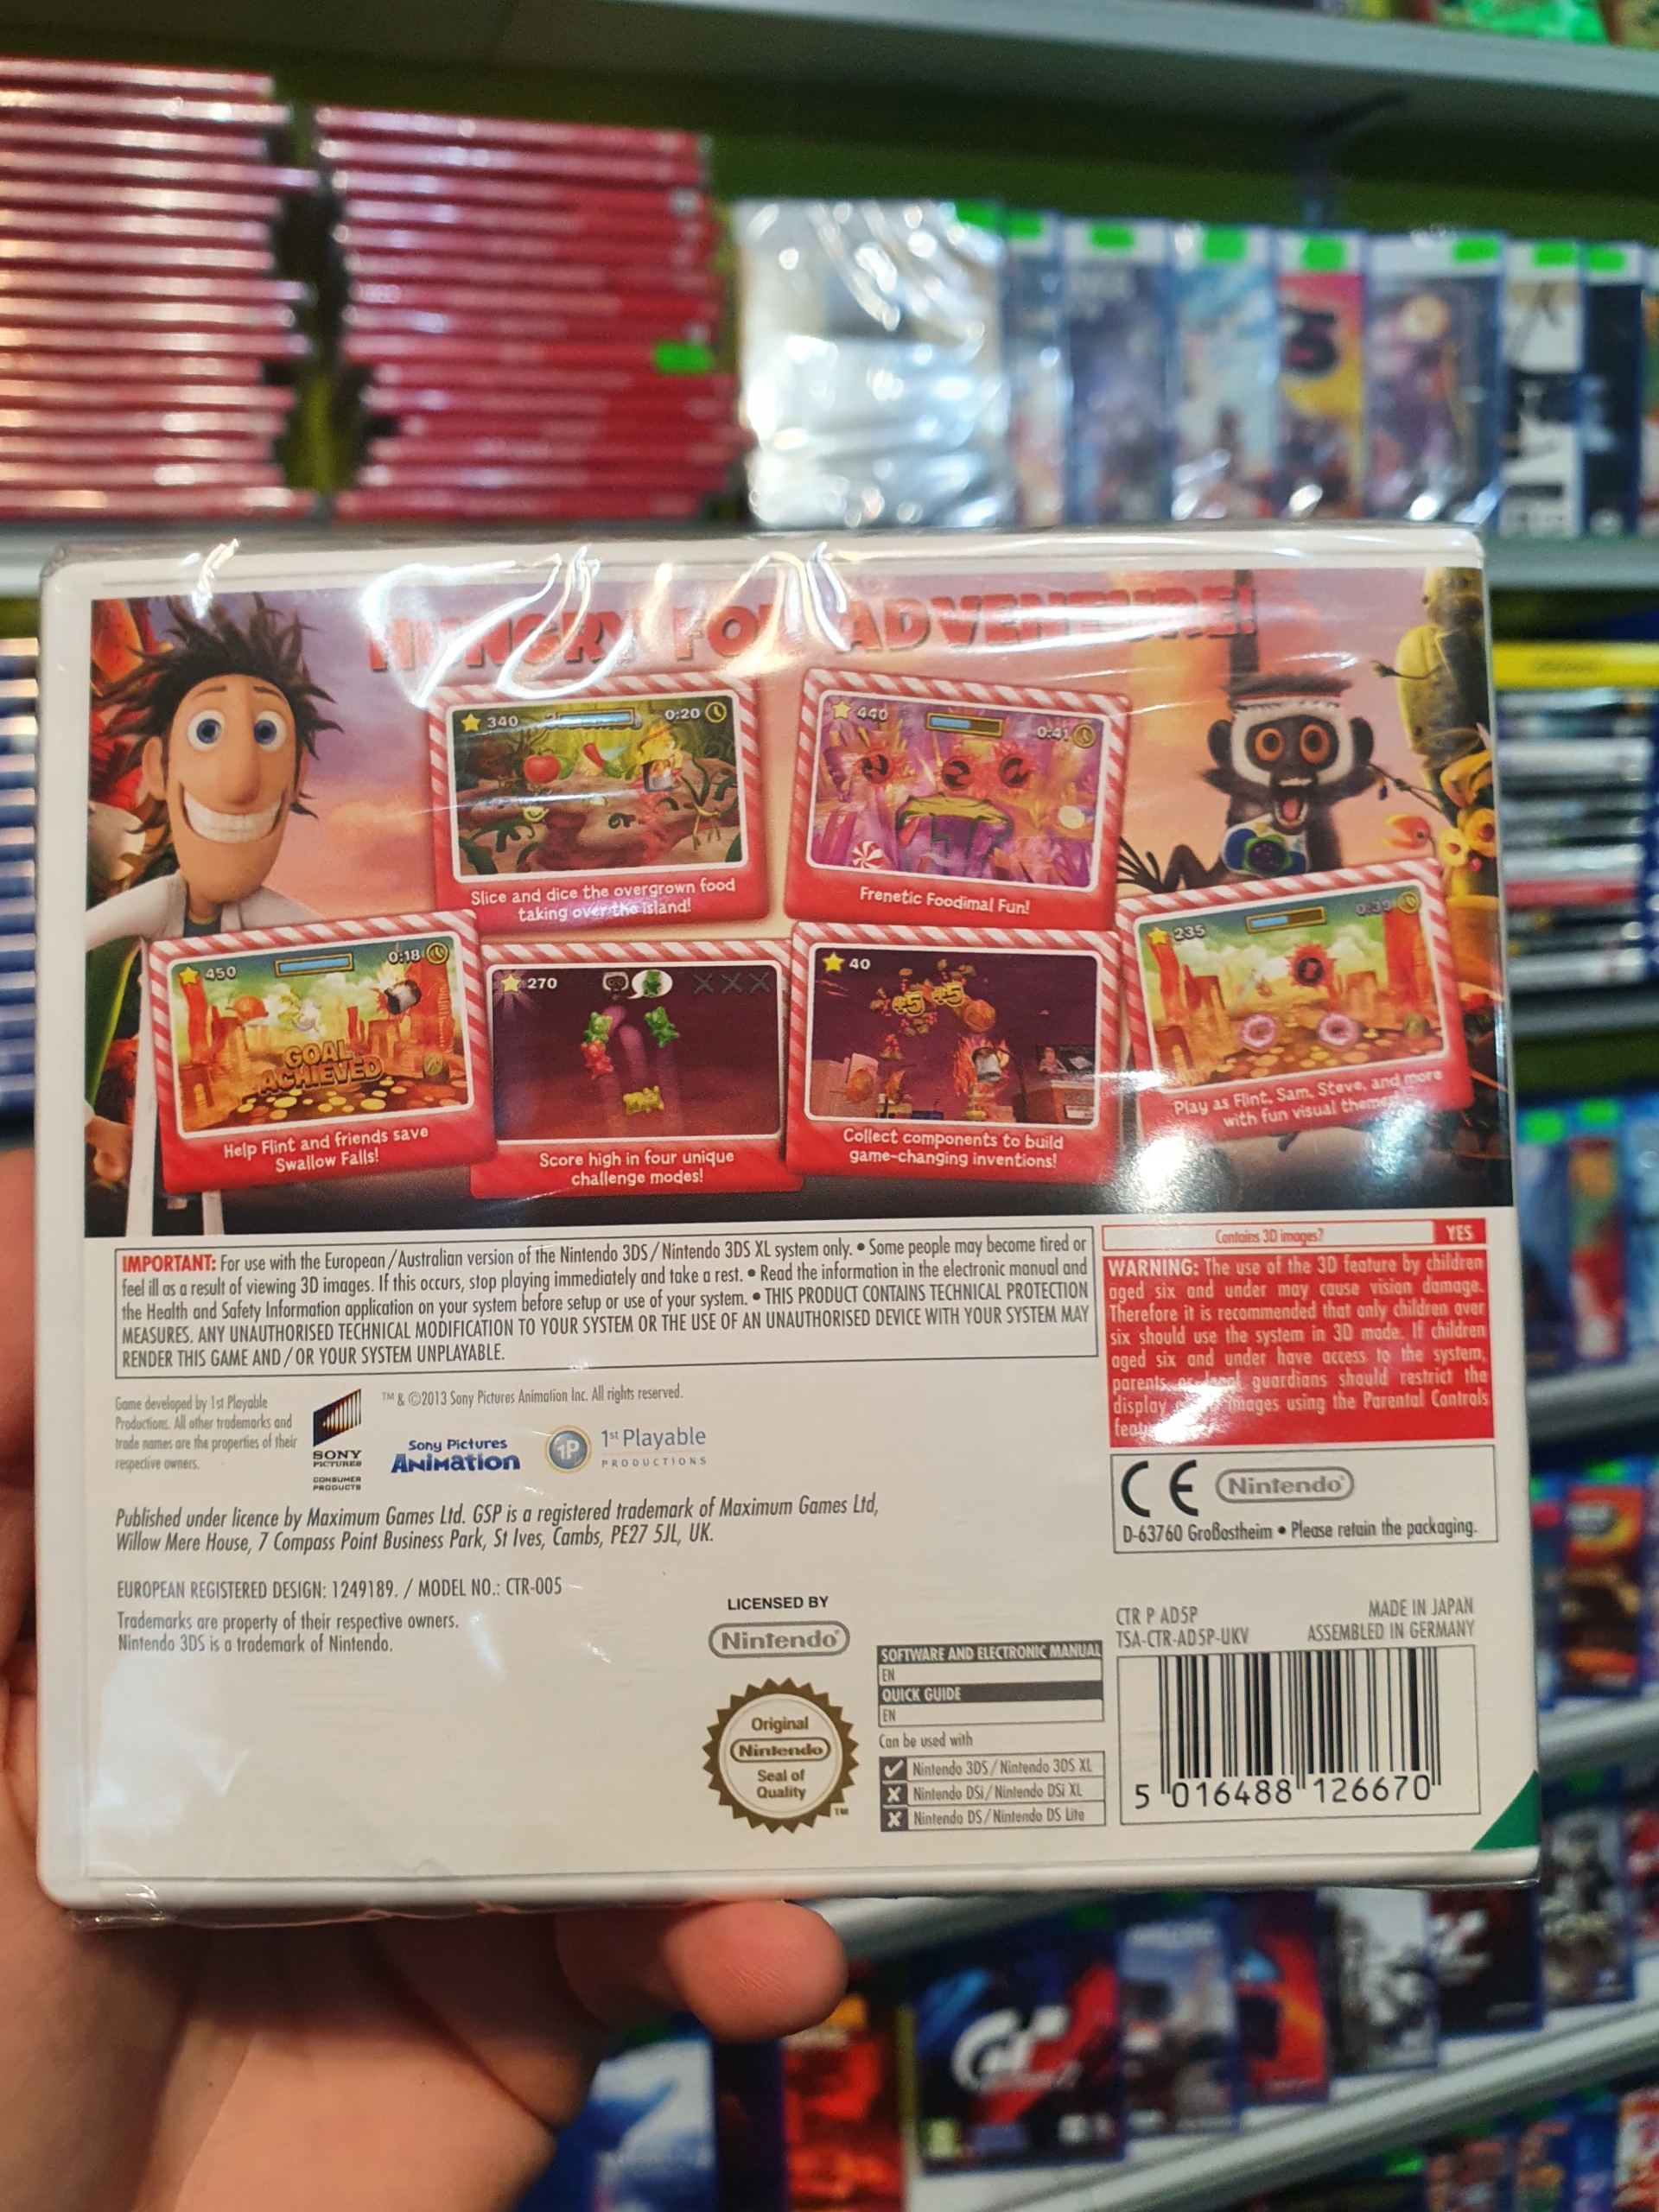 HUNGRY FOR ADVENTURE!
340
0:20
Slice and dice the overgrown food
taking over the island!
440
0:41
Frenetic Foodimal Fun!
450
0:18
GOAL
ACHIEVED
Help Flint and friends save
Swallow Falls!
270
XXX
Score high in four unique
challenge modes!
40
+5 +5
Collect components to build
game-changing inventions!
235
0:39
Play as Flint, Sam, Steve, and more
with fun visual themes
IMPORTANT: For use with the European/Australian version of the Nintendo 3DS/Nintendo 3DS XL system only. • Some people may become tired or
feel ill as a result of viewing 3D images. If this occurs, stop playing immediately and take a rest. • Read the information in the electronic manual and
the Health and Safety Information application on your system before setup or use of your system. • THIS PRODUCT CONTAINS TECHNICAL PROTECTION
MEASURES. ANY UNAUTHORISED TECHNICAL MODIFICATION TO YOUR SYSTEM OR THE USE OF AN UNAUTHORISED DEVICE WITH YOUR SYSTEM MAY
RENDER THIS GAME AND/OR YOUR SYSTEM UNPLAYABLE.
Contains 3D images? YES
WARNING: The use of the 3D feature by children
aged six and under may cause vision damage.
Therefore it is recommended that only children over
six should use the system in 3D mode. If children
aged six and under have access to the system,
parents or legal guardians should restrict the
display images using the Parental Controls
Game developed by 1st Playable
Productions. All other trademarks and
trade names are the properties of their
respective owners.
SONY
PICTURES
CONSUMER
PRODUCTS
™ & ©2013 Sony Pictures Animation Inc. All rights reserved.
Sony Pictures
Animation
1P
1st Playable
PRODUCTIONS
Published under licence by Maximum Games Ltd. GSP is a registered trademark of Maximum Games Ltd,
Willow Mere House, 7 Compass Point Business Park, St Ives, Cambs, PE27 5JL, UK.
CE Nintendo®
D-63760 Großostheim • Please retain the packaging.
EUROPEAN REGISTERED DESIGN: 1249189. / MODEL NO.: CTR-005
Trademarks are property of their respective owners.
Nintendo 3DS is a trademark of Nintendo.
LICENSED BY
Nintendo®
Original
Nintendo
Seal of
Quality
™
SOFTWARE AND ELECTRONIC MANUAL
EN
QUICK GUIDE
EN
Can be used with
Nintendo 3DS/Nintendo 3DS XL
Nintendo DSi/Nintendo DSi XL
Nintendo DS/Nintendo DS Lite
CTR P AD5P
TSA-CTR-AD5P-UKV
MADE IN JAPAN
ASSEMBLED IN GERMANY
5 016488 126670